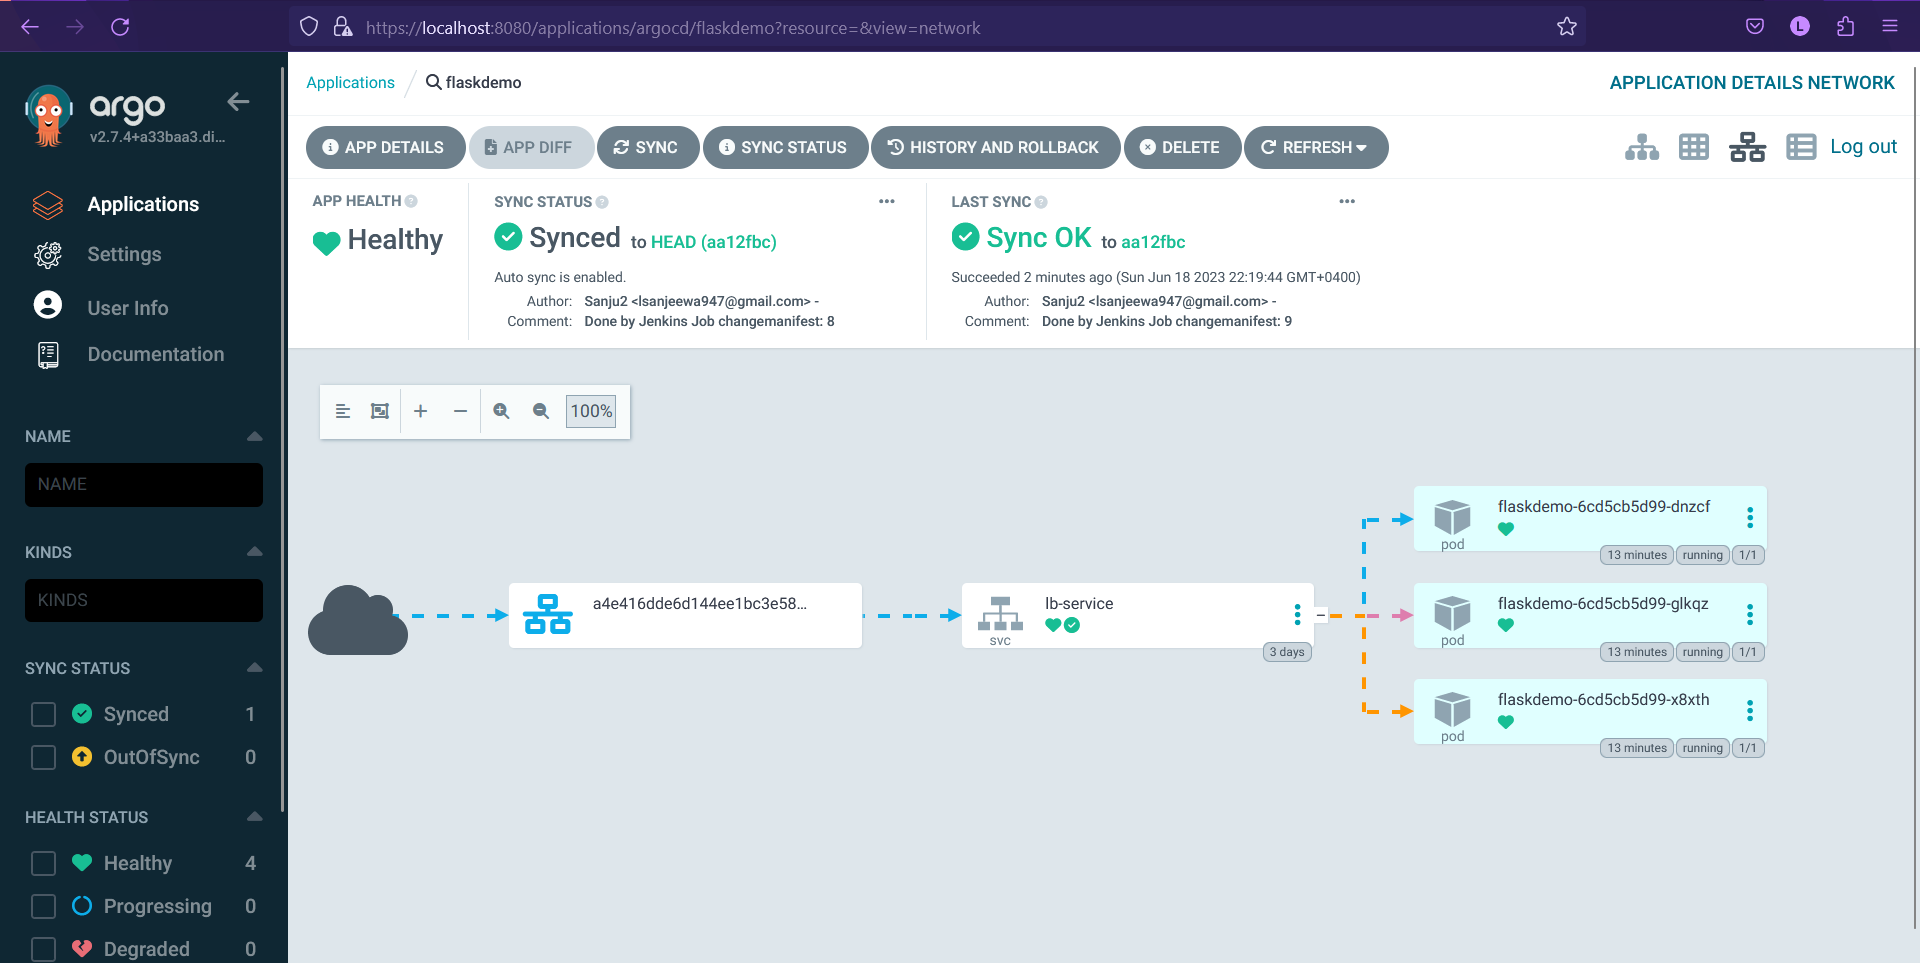 https://localhost:8080/applications/argocd/flaskdemo?resource=&view=network
L
argo
v2.7.4+a33baa3.di...
Applications
Settings
User Info
Documentation
NAME
NAME
KINDS
KINDS
SYNC STATUS
Synced 1
OutOfSync 0
HEALTH STATUS
Healthy 4
Progressing 0
Degraded 0
Applications / flaskdemo
APPLICATION DETAILS NETWORK
APP DETAILS APP DIFF SYNC SYNC STATUS HISTORY AND ROLLBACK DELETE REFRESH
Log out
APP HEALTH
Healthy
SYNC STATUS
Synced to HEAD (aa12fbc)
Auto sync is enabled.
Author: Sanju2 <lsanjeewa947@gmail.com> -
Comment: Done by Jenkins Job changemanifest: 8
LAST SYNC
Sync OK to aa12fbc
Succeeded 2 minutes ago (Sun Jun 18 2023 22:19:44 GMT+0400)
Author: Sanju2 <lsanjeewa947@gmail.com> -
Comment: Done by Jenkins Job changemanifest: 9
100%
a4e416dde6d144ee1bc3e58...
lb-service
svc
3 days
flaskdemo-6cd5cb5d99-dnzcf
pod
13 minutes running 1/1
flaskdemo-6cd5cb5d99-glkqz
pod
13 minutes running 1/1
flaskdemo-6cd5cb5d99-x8xth
pod
13 minutes running 1/1